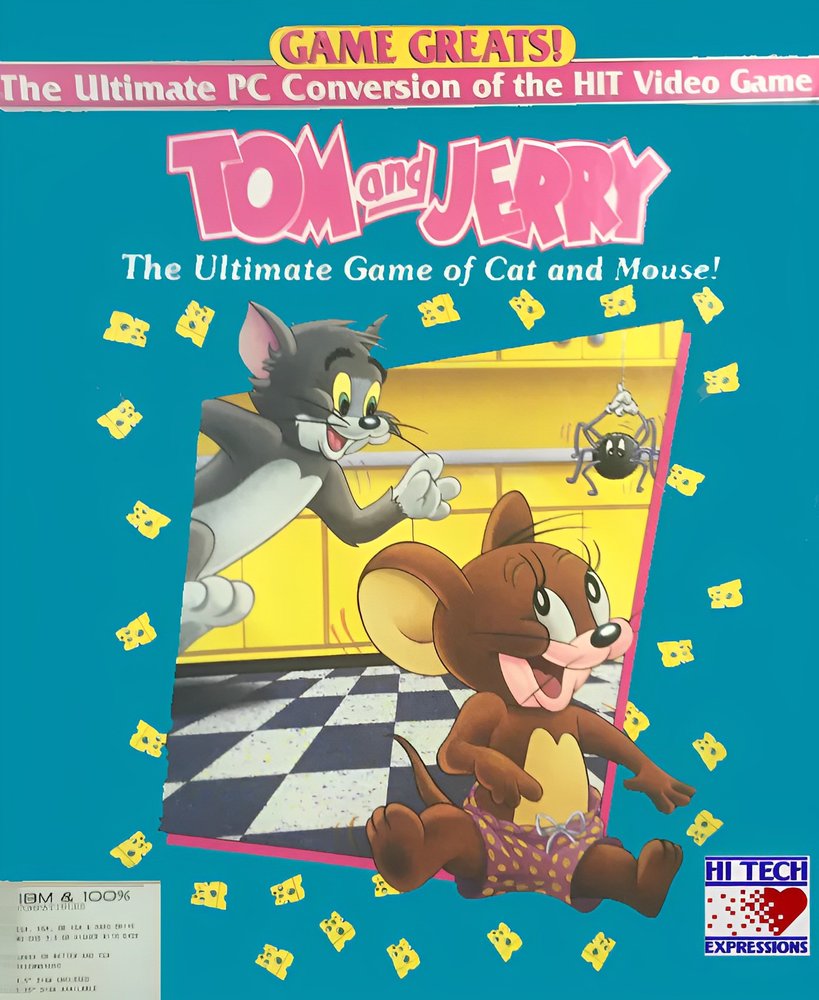 GAME GREATS!
The Ultimate PC Conversion of the HIT Video Game
TOM and JERRY
The Ultimate Game of Cat and Mouse!
IBM & 100%
HI TECH
EXPRESSIONS